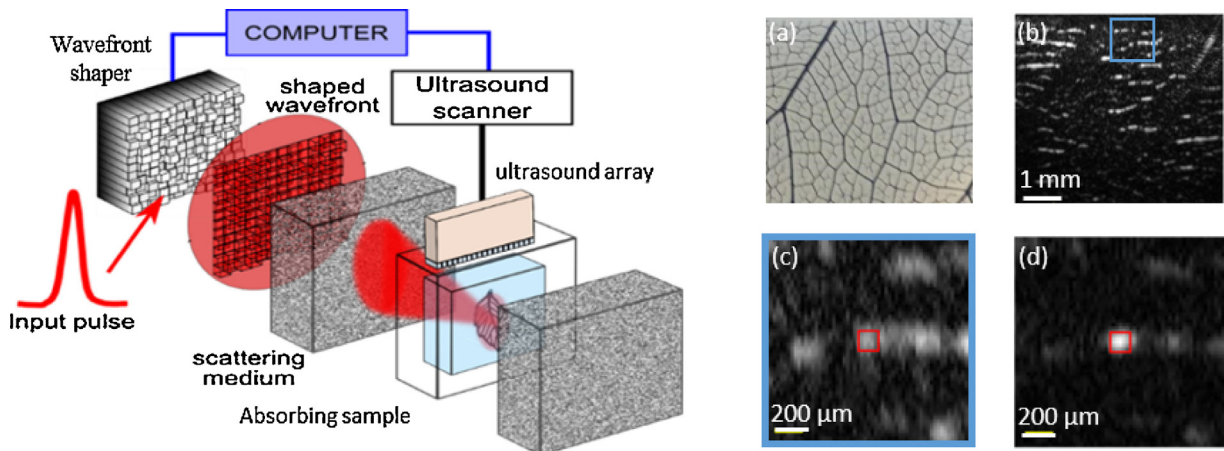 Wavefront
shaper
COMPUTER
shaped
wavefront
Ultrasound
scanner
ultrasound array
Input pulse
scattering
medium
Absorbing sample
(a)
(b)
1 mm
(c)
200 µm
(d)
200 µm